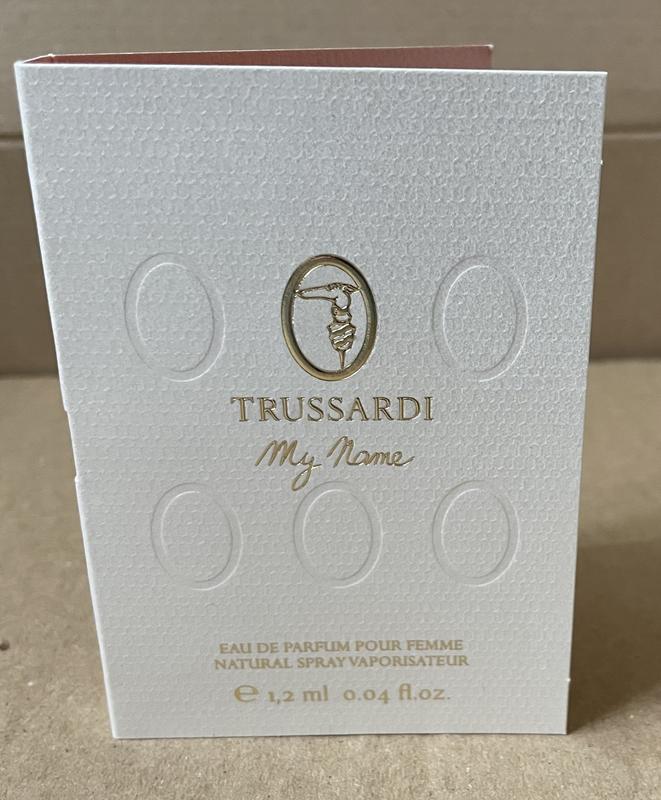 TRUSSARDI
My Name
EAU DE PARFUM POUR FEMME
NATURAL SPRAY VAPORISATEUR
℮ 1,2 ml 0.04 fl.oz.